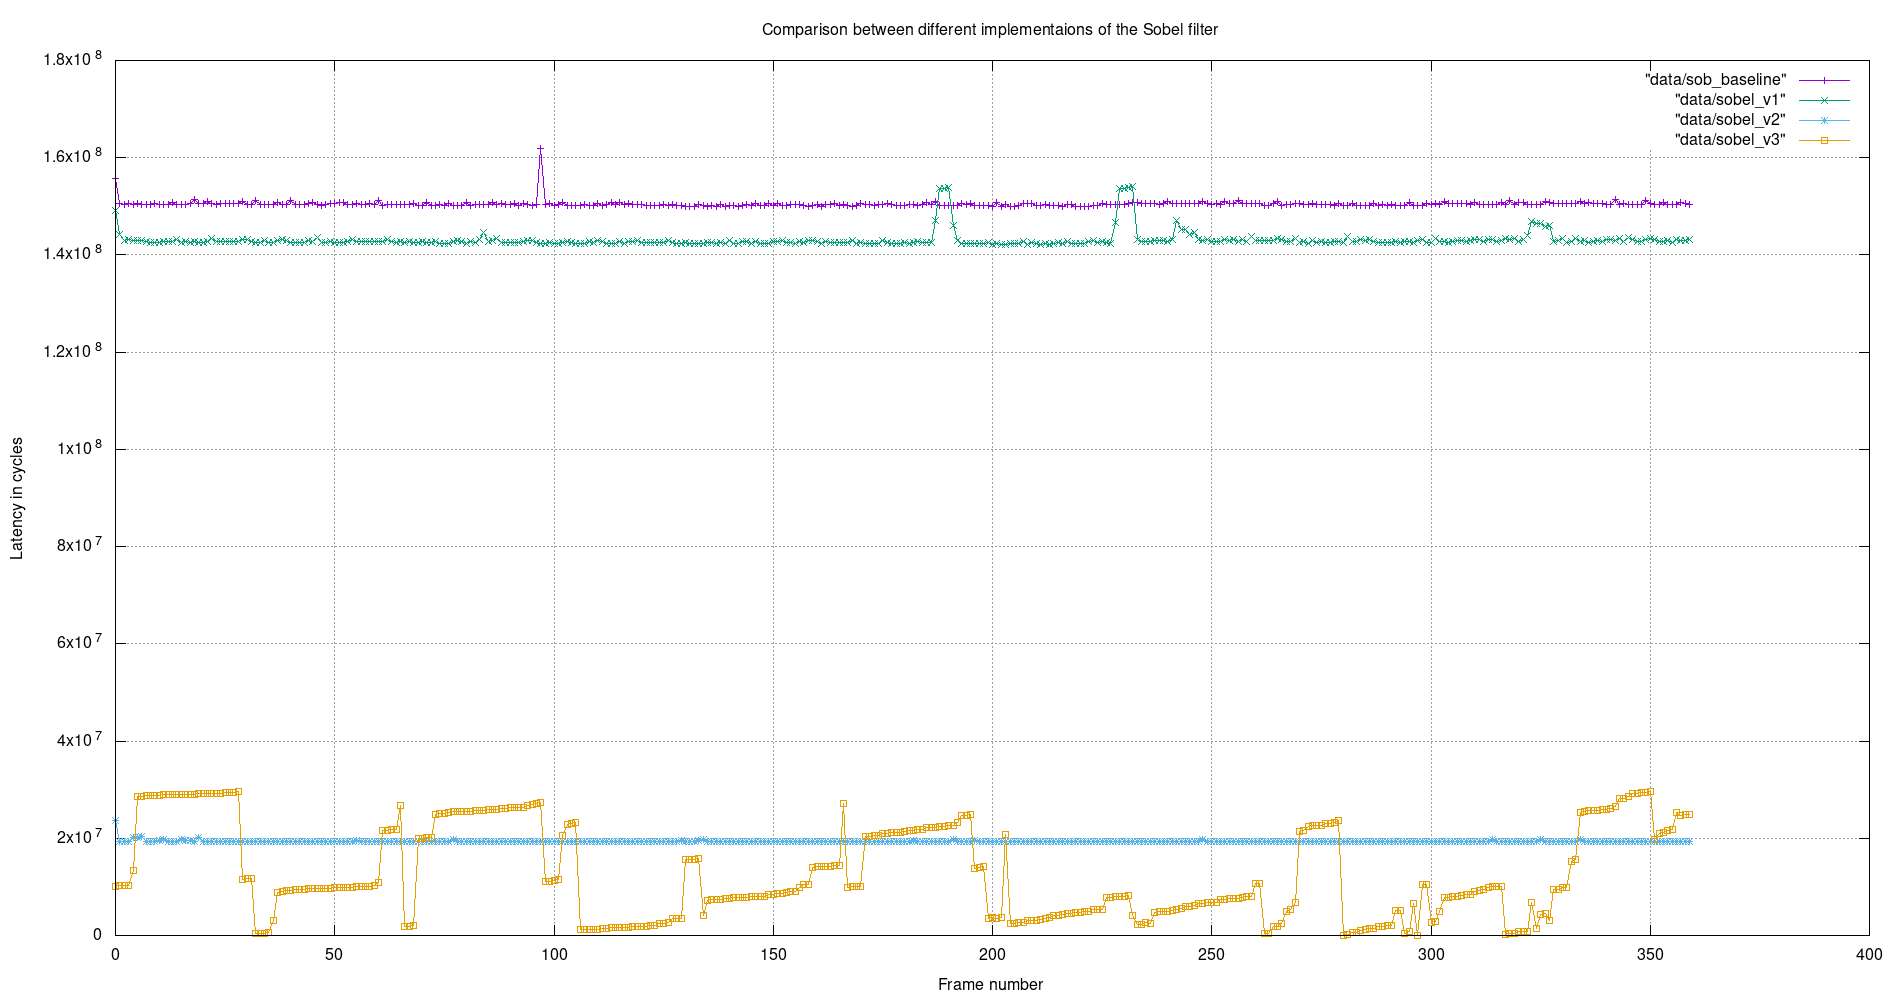 Comparison between different implementaions of the Sobel filter
"data/sob_baseline"
"data/sobel_v1"
"data/sobel_v2"
"data/sobel_v3"
Latency in cycles
1.8x10^8
1.6x10^8
1.4x10^8
1.2x10^8
1x10^8
8x10^7
6x10^7
4x10^7
2x10^7
0
0 50 100 150 200 250 300 350 400
Frame number